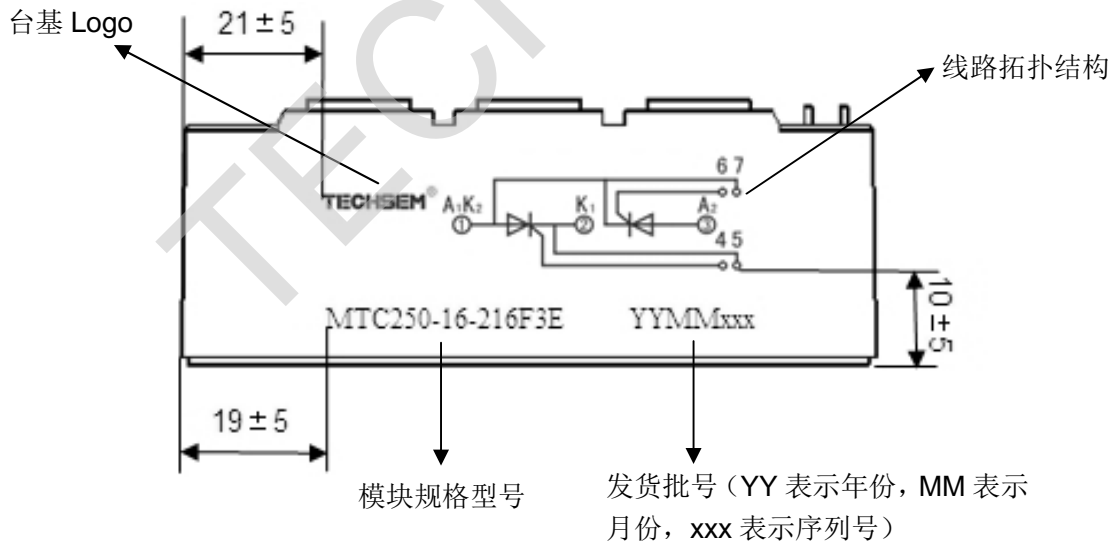 台基 Logo
21±5
线路拓扑结构
6 7
TECHSEM
A₁K₂
K₁
A₂
1
2
3
4 5
10±5
MTC250-16-216F3E
YYMMxxx
19±5
模块规格型号
发货批号（YY 表示年份，MM 表示
月份，xxx 表示序列号）
TECH